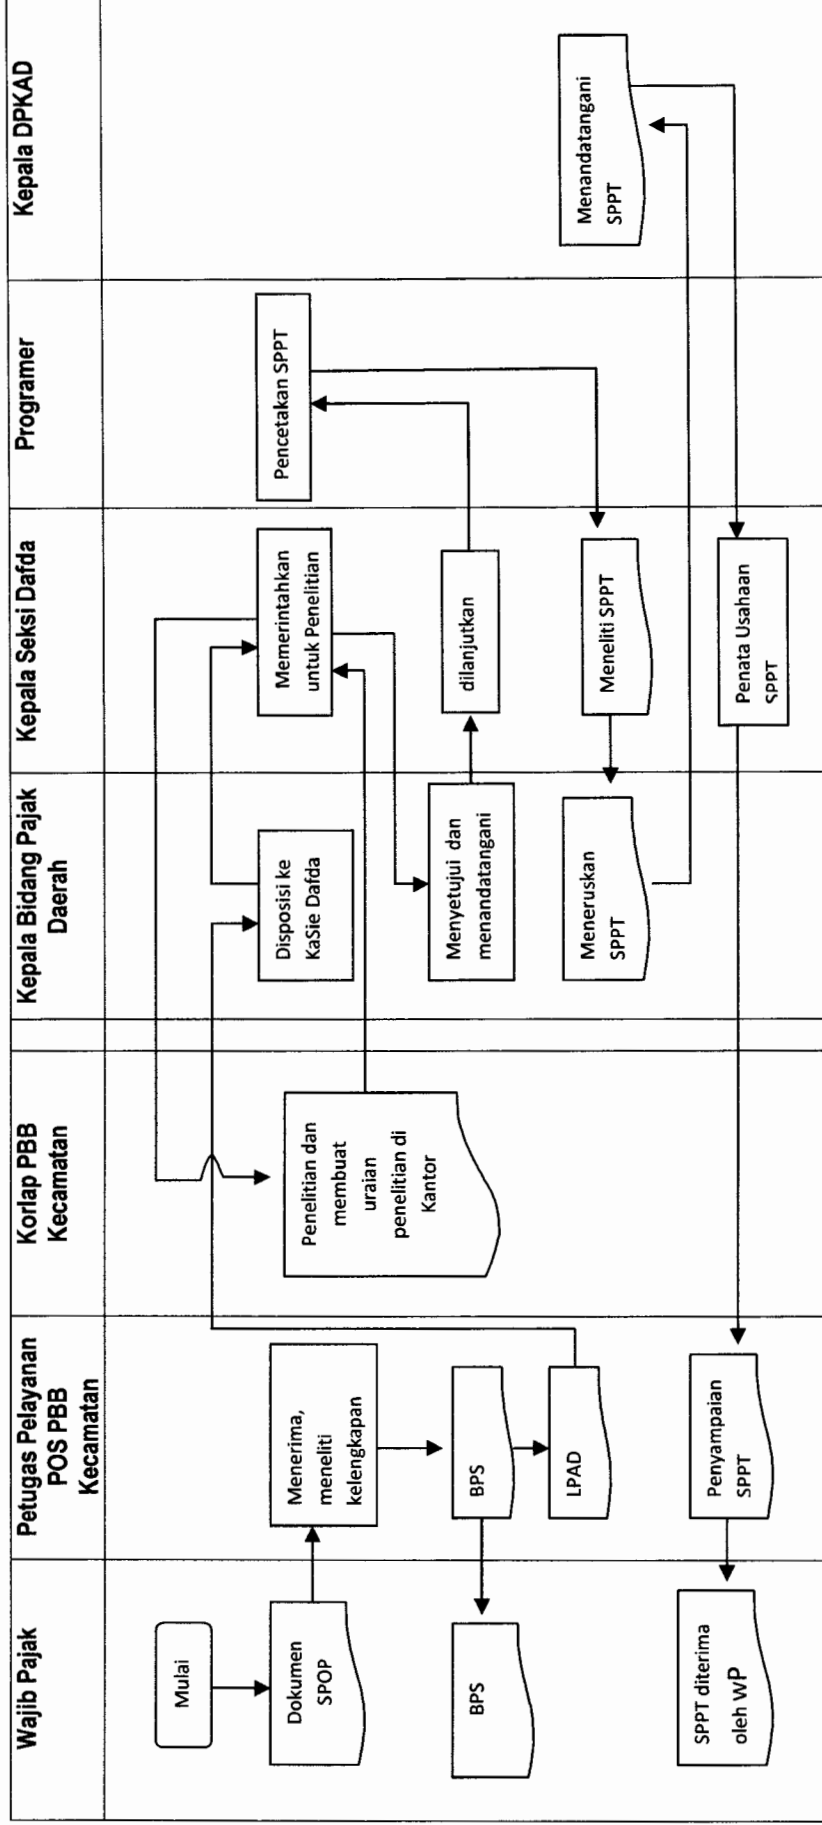 Wajib Pajak
Petugas Pelayanan
POS PBB
Kecamatan
Korlap PBB
Kecamatan
Kepala Bidang Pajak
Daerah
Kepala Seksi Dafda
Programer
Kepala DPKAD
Mulai
Dokumen
SPOP
Menerima,
meneliti
kelengkapan
Penelitian dan
membuat
uraian
penelitian di
Kantor
Disposisi ke
KaSie Dafda
Memerintahkan
untuk Penelitian
Pencetakan SPPT
BPS
BPS
LPAD
Menyetujui dan
menandatangani
dilanjutkan
Meneruskan
SPPT
Meneliti SPPT
Menandatangani
SPPT
SPPT diterima
oleh WP
Penyampaian
SPPT
Penata Usahaan
SPPT